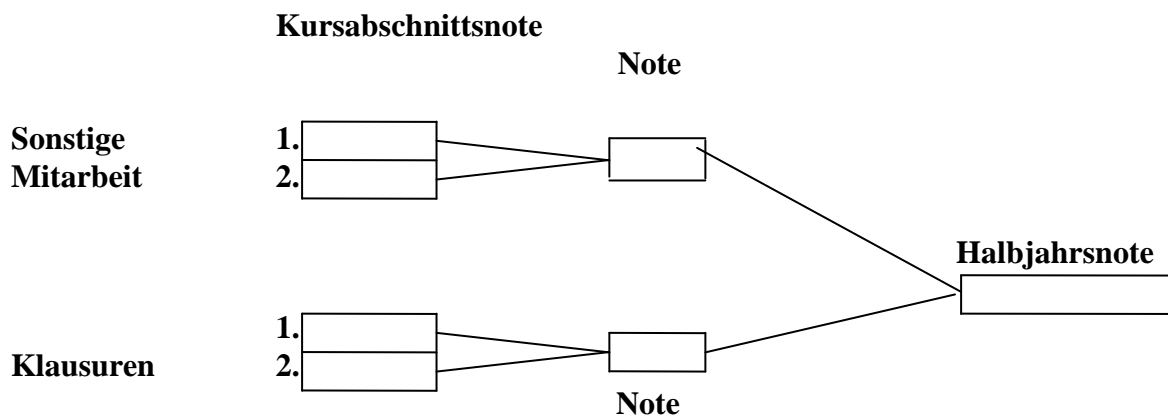 Kursabschnittsnote
Note
Sonstige
Mitarbeit
1.
2.
Halbjahrsnote
Klausuren
1.
2.
Note